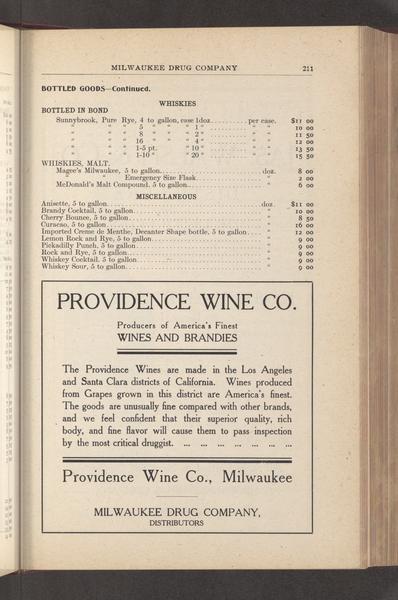 MILWAUKEE DRUG COMPANY 211
BOTTLED GOODS—Continued.
WHISKIES
BOTTLED IN BOND
Sunnybrook, Pure Rye, 4 to gallon, case 1doz.......... per case. $11 00
" " " 5 " " " 1 " .......... " " 10 00
" " " 8 " " " 2 " .......... " " 11 50
" " " 16 " " " 4 " .......... " " 12 00
" " " 1-5 pt. " 10 " .......... " " 13 50
" " " 1-10 " " 20 " .......... " " 15 50
WHISKIES, MALT.
Magee's Milwaukee, 5 to gallon.......... doz. 8 00
" " Emergency Size Flask.......... " 2 00
McDonald's Malt Compound, 5 to gallon.......... " 6 00
MISCELLANEOUS
Anisette, 5 to gallon.......... doz. $11 00
Brandy Cocktail, 5 to gallon.......... " 10 00
Cherry Bounce, 5 to gallon.......... " 8 50
Curacao, 5 to gallon.......... " 16 00
Imported Creme de Menthe, Decanter Shape bottle, 5 to gallon.... " 12 00
Lemon Rock and Rye, 5 to gallon.......... " 9 00
Pickadilly Punch, 5 to gallon.......... " 9 00
Rock and Rye, 5 to gallon.......... " 9 00
Whiskey Cocktail, 5 to gallon.......... " 9 00
Whiskey Sour, 5 to gallon.......... " 9 00
PROVIDENCE WINE CO.
Producers of America's Finest
WINES AND BRANDIES
The Providence Wines are made in the Los Angeles
and Santa Clara districts of California. Wines produced
from Grapes grown in this district are America's finest.
The goods are unusually fine compared with other brands,
and we feel confident that their superior quality, rich
body, and fine flavor will cause them to pass inspection
by the most critical druggist. ... ... ... ... ... ... ...
Providence Wine Co., Milwaukee
MILWAUKEE DRUG COMPANY,
DISTRIBUTORS